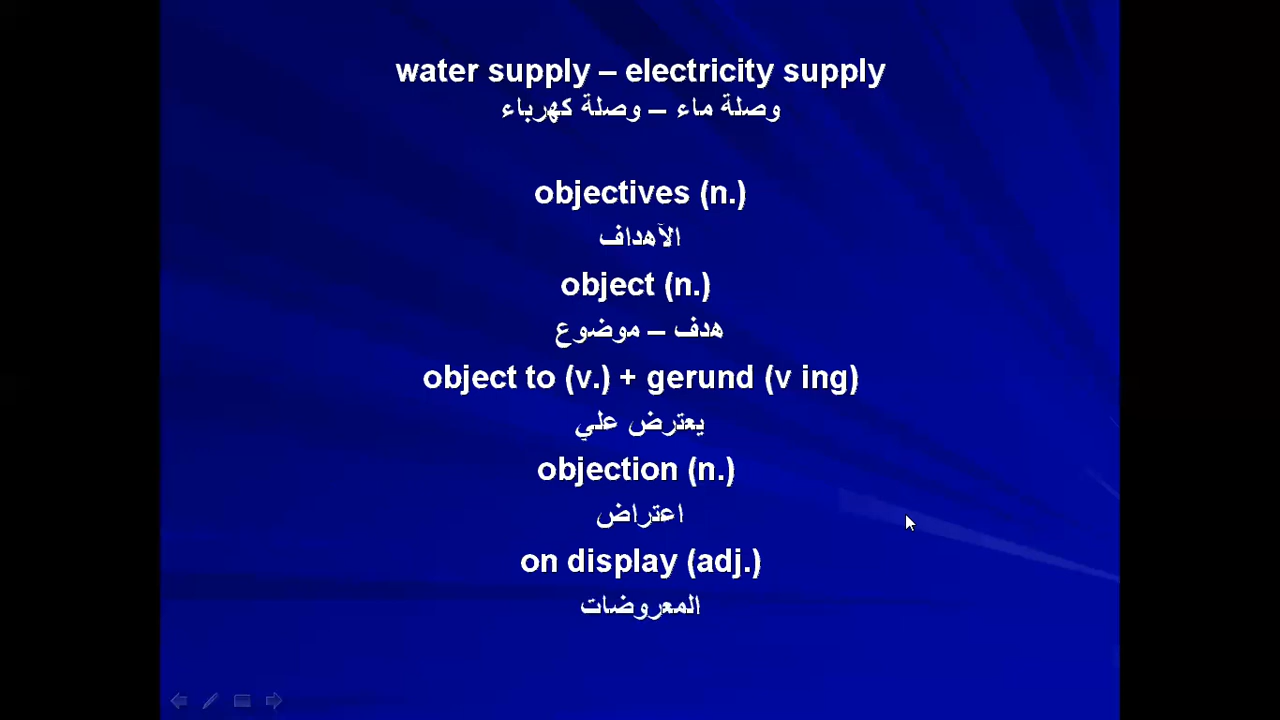 water supply – electricity supply
وصلة ماء – وصلة كهرباء
objectives (n.)
الآهداف
object (n.)
هدف – موضوع
object to (v.) + gerund (v ing)
يعترض علي
objection (n.)
اعتراض
on display (adj.)
المعروضات